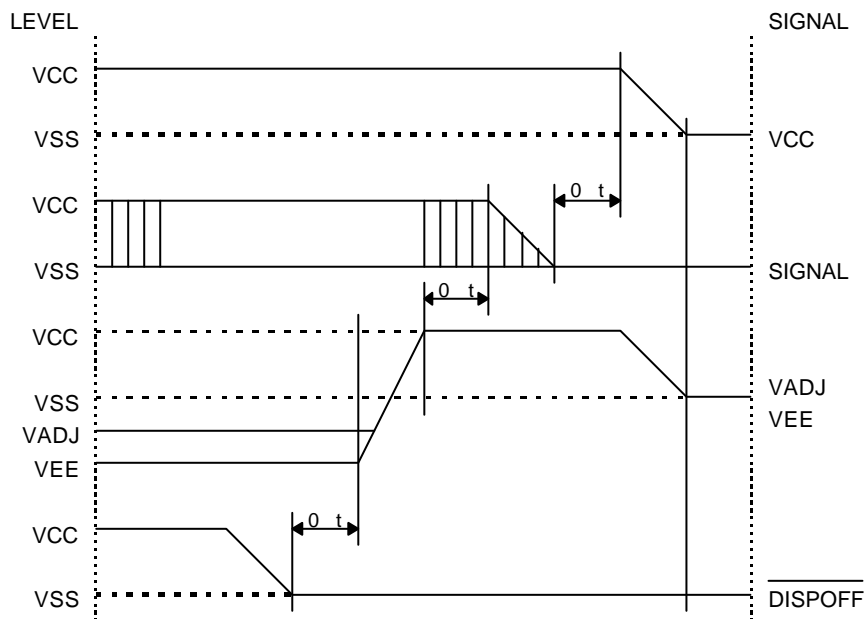 LEVEL SIGNAL
VCC
VSS VCC
0 t
VCC
VSS SIGNAL
0 t
VCC
VSS VADJ
VEE
VADJ
VEE
0 t
VCC
VSS DISPOFF